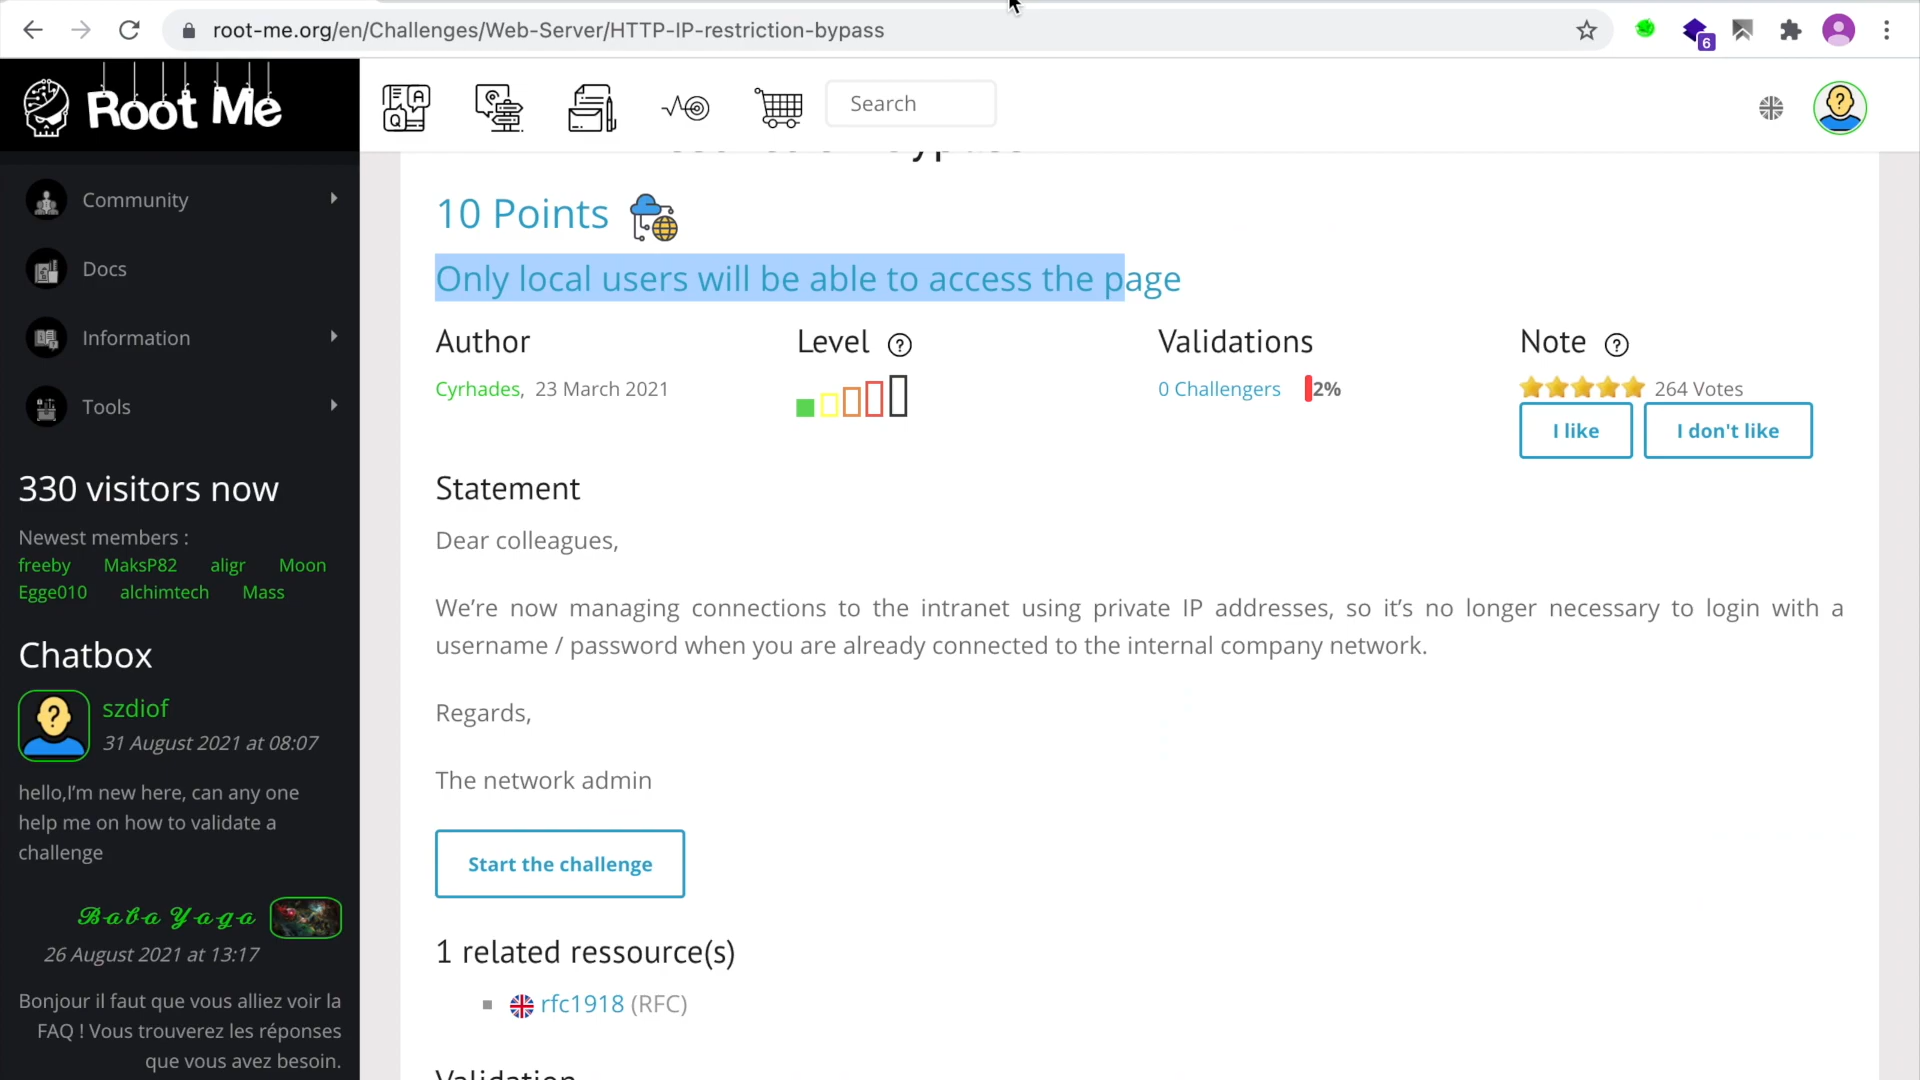 root-me.org/en/Challenges/Web-Server/HTTP-IP-restriction-bypass
6
Root Me
Search
Community
Docs
Information
Tools
330 visitors now
Newest members :
freeby MaksP82 aligr Moon
Egge010 alchimtech Mass
Chatbox
szdiof
31 August 2021 at 08:07
hello,I’m new here, can any one
help me on how to validate a
challenge
Baba Yaga
26 August 2021 at 13:17
Bonjour il faut que vous alliez voir la
FAQ ! Vous trouverez les réponses
que vous avez besoin.
10 Points
Only local users will be able to access the page
Author
Cyrhades, 23 March 2021
Level ?
Validations
0 Challengers 2%
Note ?
264 Votes
I like
I don't like
Statement
Dear colleagues,
We’re now managing connections to the intranet using private IP addresses, so it’s no longer necessary to login with a
username / password when you are already connected to the internal company network.
Regards,
The network admin
Start the challenge
1 related ressource(s)
rfc1918 (RFC)
Validation